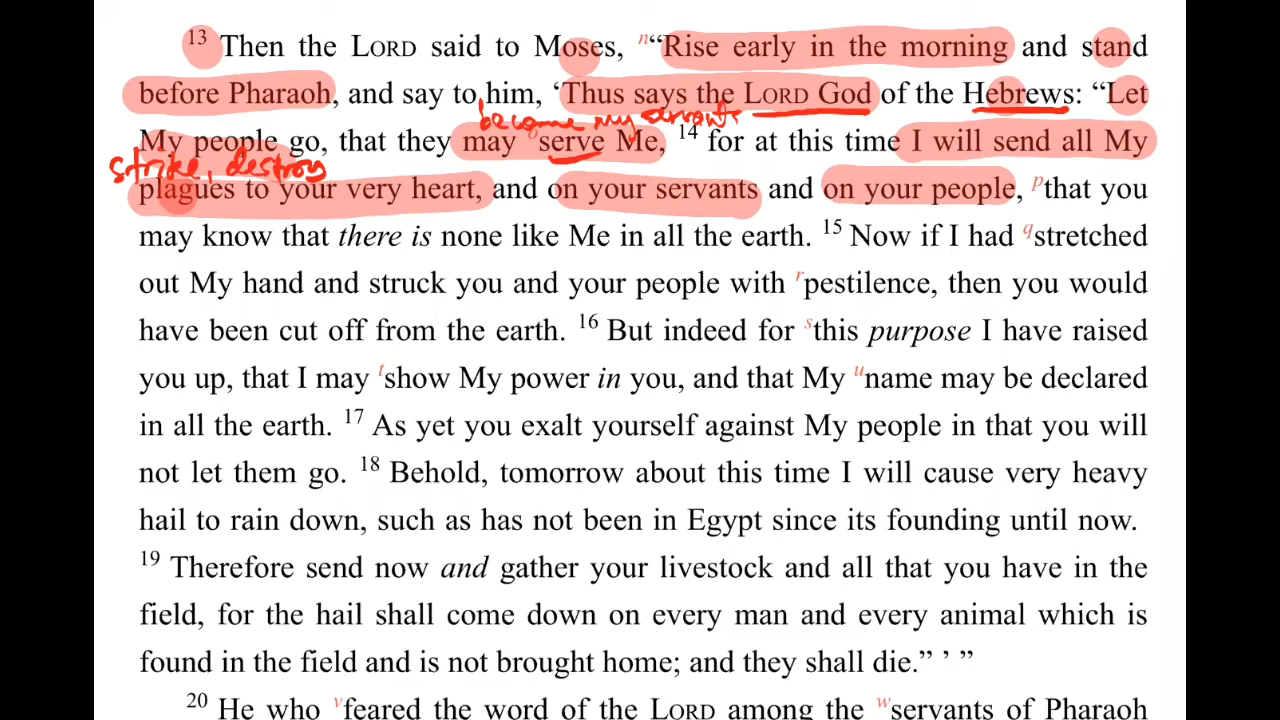 13 Then the LORD said to Moses, n“Rise early in the morning and stand
before Pharaoh, and say to him, ‘Thus says the LORD God of the Hebrews: “Let
become my servants
My people go, that they may oserve Me, 14 for at this time I will send all My
strike, destroy
plagues to your very heart, and on your servants and on your people, pthat you
may know that there is none like Me in all the earth. 15 Now if I had qstretched
out My hand and struck you and your people with rpestilence, then you would
have been cut off from the earth. 16 But indeed for sthis purpose I have raised
you up, that I may tshow My power in you, and that My uname may be declared
in all the earth. 17 As yet you exalt yourself against My people in that you will
not let them go. 18 Behold, tomorrow about this time I will cause very heavy
hail to rain down, such as has not been in Egypt since its founding until now.
19 Therefore send now and gather your livestock and all that you have in the
field, for the hail shall come down on every man and every animal which is
found in the field and is not brought home; and they shall die.” ’ ”
20 He who vfeared the word of the LORD among the wservants of Pharaoh